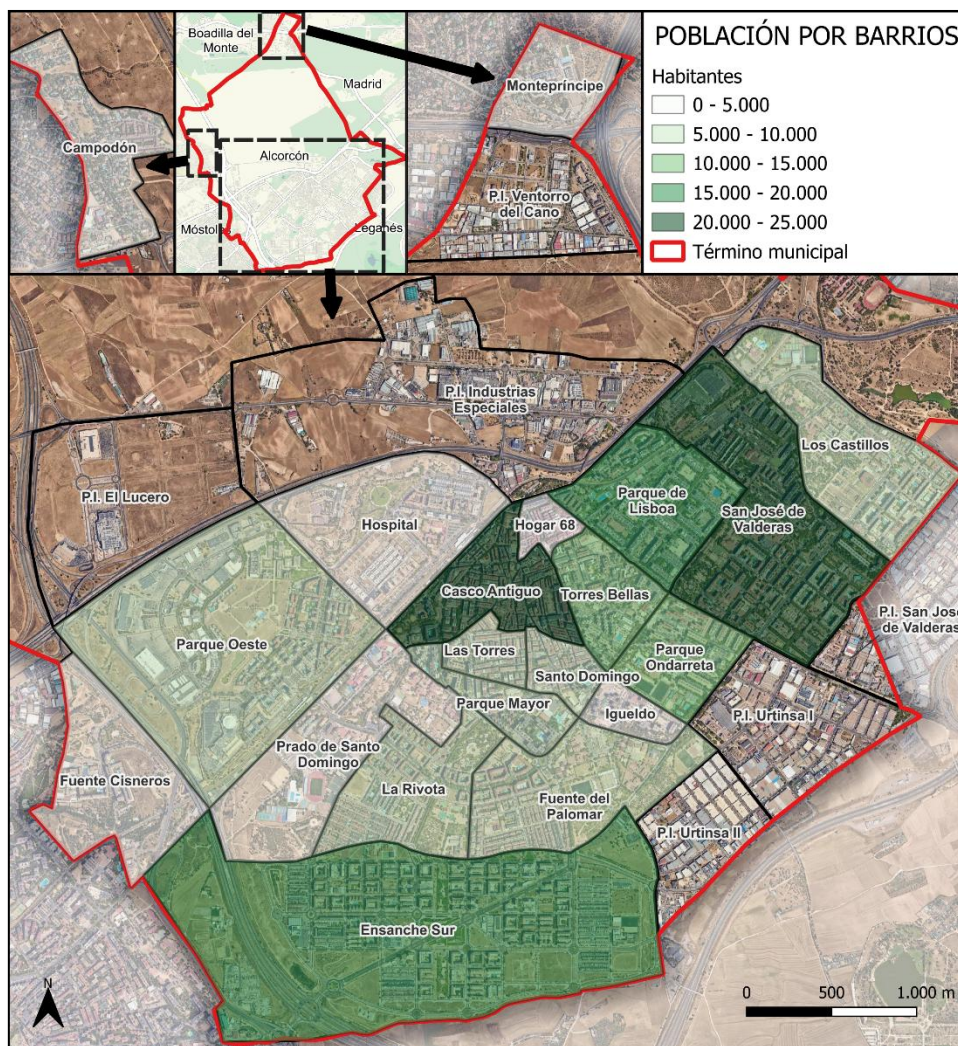 POBLACIÓN POR BARRIOS
Habitantes
0 - 5.000
5.000 - 10.000
10.000 - 15.000
15.000 - 20.000
20.000 - 25.000
Término municipal
Campodón
Boadilla del
Monte
Madrid
Alcorcón
Móstoles
Leganés
Montepríncipe
P.I. Ventorro
del Cano
P.I. Industrias
Especiales
P.I. El Lucero
Los Castillos
Parque de
Lisboa
San José de
Valderas
Hospital
Hogar 68
Casco Antiguo
Torres Bellas
P.I. San José
de Valderas
Parque Oeste
Las Torres
Parque
Ondarreta
Santo Domingo
Parque Mayor
Igueldo
P.I. Urtinsa I
Prado de Santo
Domingo
Fuente Cisneros
La Rivota
Fuente del
Palomar
P.I. Urtinsa II
Ensanche Sur
N
0 500 1.000 m